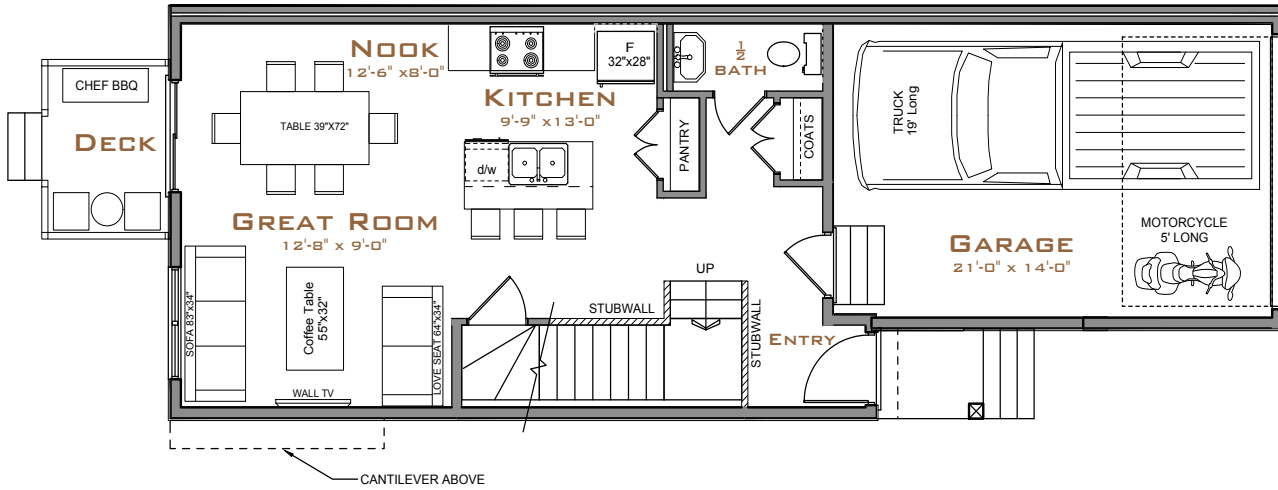 NOOK
12'-6" x8'-0"
F
32"x28"
1/2
BATH
CHEF BBQ
DECK
TABLE 39"X72"
KITCHEN
9'-9" x13'-0"
d/w
PANTRY
COATS
TRUCK
19' Long
GREAT ROOM
12'-8" x 9'-0"
GARAGE
21'-0" x 14'-0"
MOTORCYCLE
5' LONG
UP
STUBWALL
STUBWALL
ENTRY
SOFA 83"x34"
Coffee Table
55"x32"
LOVE SEAT 64"x34"
WALL TV
CANTILEVER ABOVE